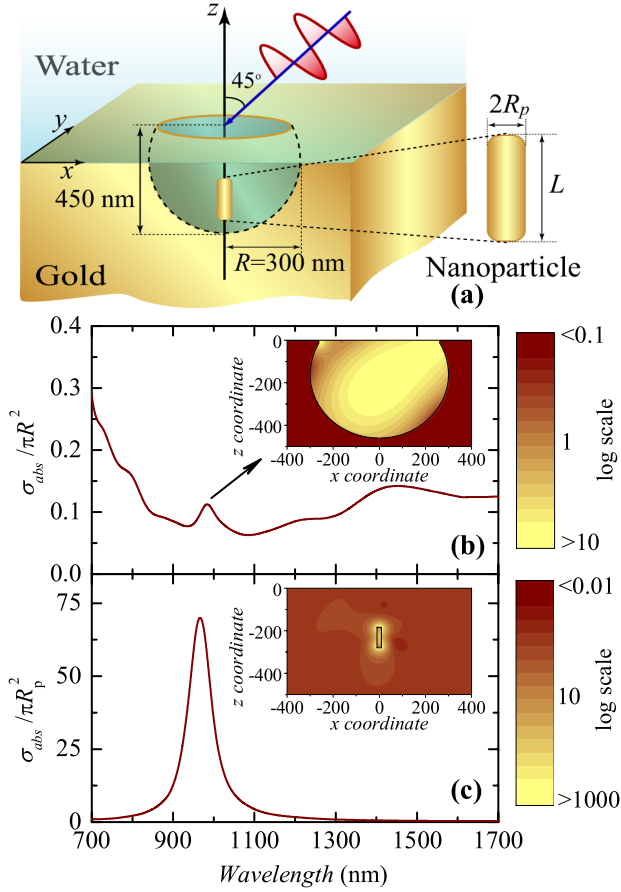 z
Water
45°
y
x
2Rₚ
450 nm
L
R=300 nm
Gold
Nanoparticle
(a)
0.4
0.3
0.2
0.1
0.0
σ_abs /πR²
0
-200
-400
z coordinate
-400 -200 0 200 400
x coordinate
(b)
<0.1
1
>10
log scale
75
50
25
0
σ_abs /πR_p²
0
-200
-400
z coordinate
-400 -200 0 200 400
x coordinate
(c)
<0.01
10
>1000
log scale
700 900 1100 1300 1500 1700
Wavelength (nm)